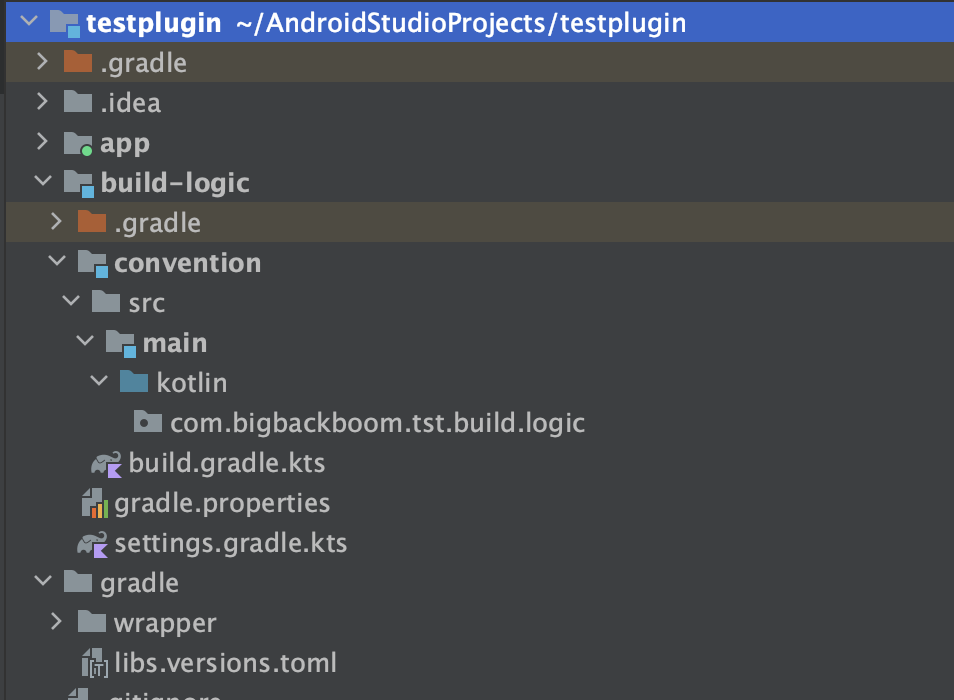 testplugin ~/AndroidStudioProjects/testplugin
.gradle
.idea
app
build-logic
.gradle
convention
src
main
kotlin
com.bigbackboom.tst.build.logic
build.gradle.kts
gradle.properties
settings.gradle.kts
gradle
wrapper
libs.versions.toml
.gitignore